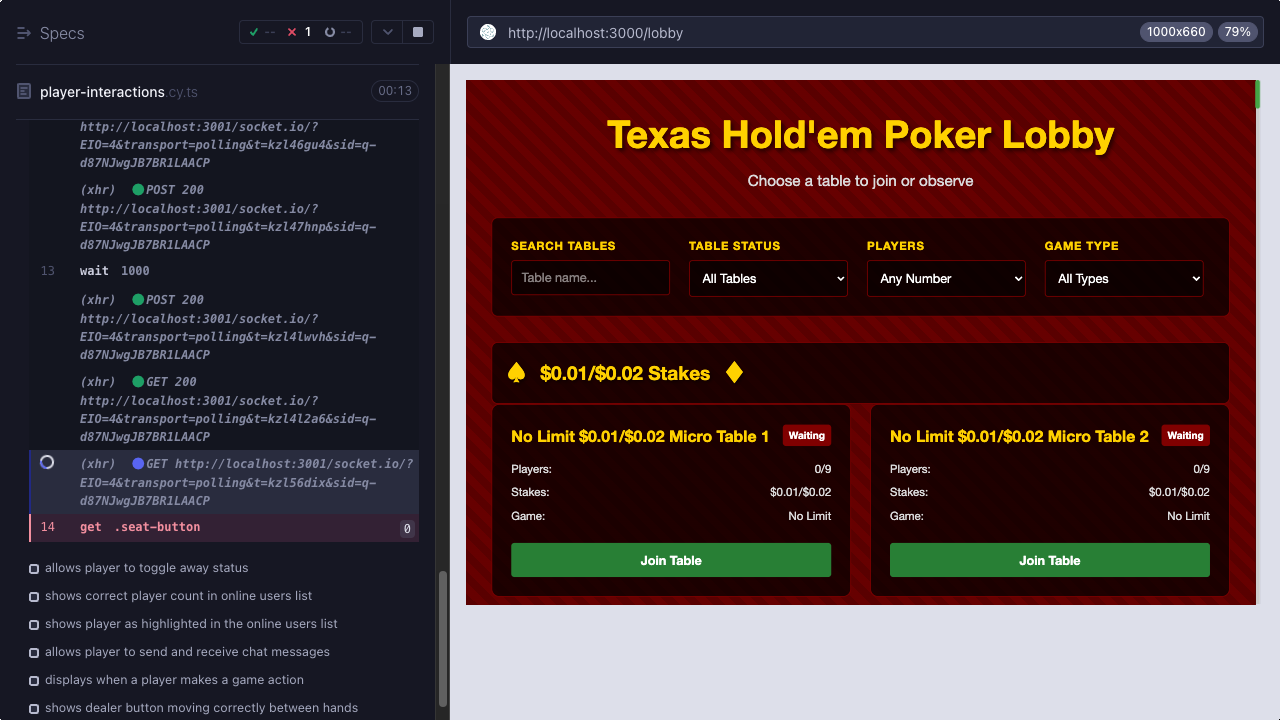 Specs
-- 1 --
player-interactions.cy.ts
00:13
http://localhost:3001/socket.io/?
EIO=4&transport=polling&t=kzl46gu4&sid=q-
d87NJwgJB7BR1LAACP
(xhr) POST 200
http://localhost:3001/socket.io/?
EIO=4&transport=polling&t=kzl47hnp&sid=q-
d87NJwgJB7BR1LAACP
13 wait 1000
(xhr) POST 200
http://localhost:3001/socket.io/?
EIO=4&transport=polling&t=kzl4lwvh&sid=q-
d87NJwgJB7BR1LAACP
(xhr) GET 200
http://localhost:3001/socket.io/?
EIO=4&transport=polling&t=kzl4l2a6&sid=q-
d87NJwgJB7BR1LAACP
(xhr) GET http://localhost:3001/socket.io/?
EIO=4&transport=polling&t=kzl56dix&sid=q-
d87NJwgJB7BR1LAACP
14 get .seat-button 0
allows player to toggle away status
shows correct player count in online users list
shows player as highlighted in the online users list
allows player to send and receive chat messages
displays when a player makes a game action
shows dealer button moving correctly between hands
http://localhost:3000/lobby
1000x660 79%
Texas Hold'em Poker Lobby
Choose a table to join or observe
SEARCH TABLES
Table name...
TABLE STATUS
All Tables
PLAYERS
Any Number
GAME TYPE
All Types
♠ $0.01/$0.02 Stakes ♦
No Limit $0.01/$0.02 Micro Table 1 Waiting
Players: 0/9
Stakes: $0.01/$0.02
Game: No Limit
Join Table
No Limit $0.01/$0.02 Micro Table 2 Waiting
Players: 0/9
Stakes: $0.01/$0.02
Game: No Limit
Join Table